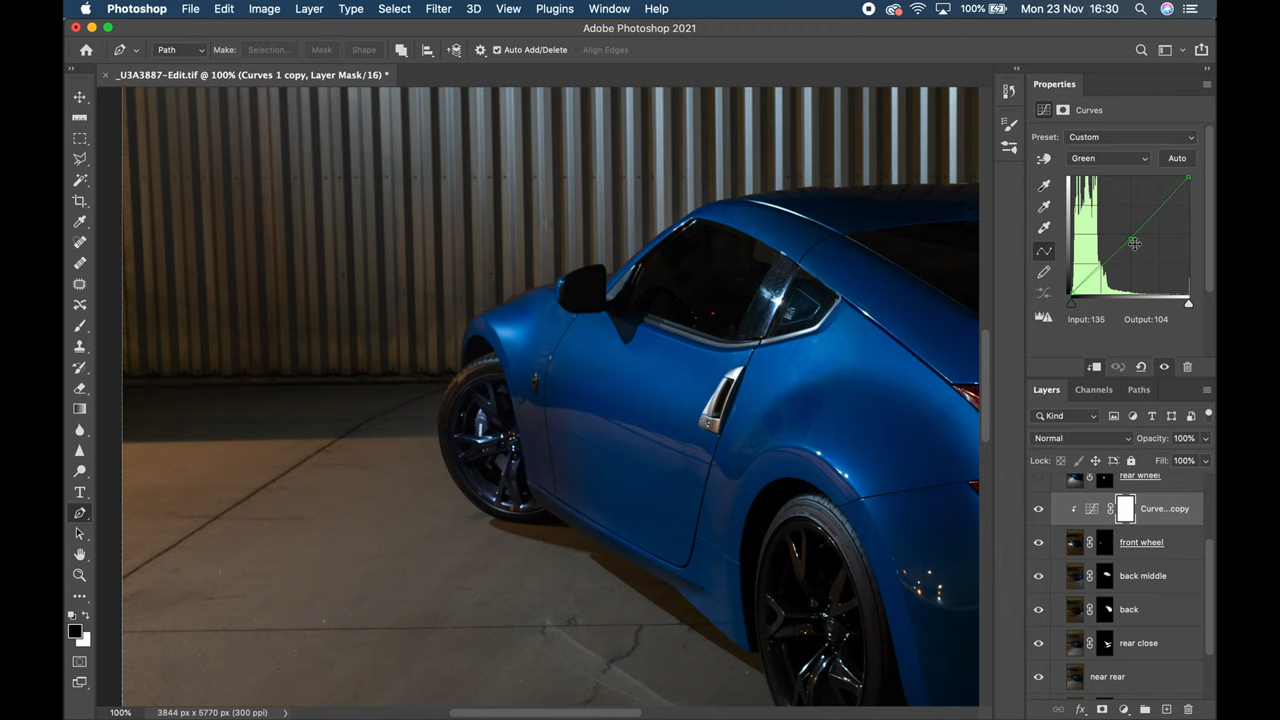 Photoshop File Edit Image Layer Type Select Filter 3D View Plugins Window Help 100% Mon 23 Nov 16:30
Adobe Photoshop 2021
Path Make: Selection... Mask Shape Auto Add/Delete Align Edges
_U3A3887-Edit.tif @ 100% (Curves 1 copy, Layer Mask/16) *
Properties
Curves
Preset: Custom
Green Auto
Input: 135 Output: 104
Layers Channels Paths
Kind
Normal Opacity: 100%
Lock: Fill: 100%
rear wheel
Curve...copy
front wheel
back middle
back
rear close
near rear
100% 3844 px x 5770 px (300 ppi)